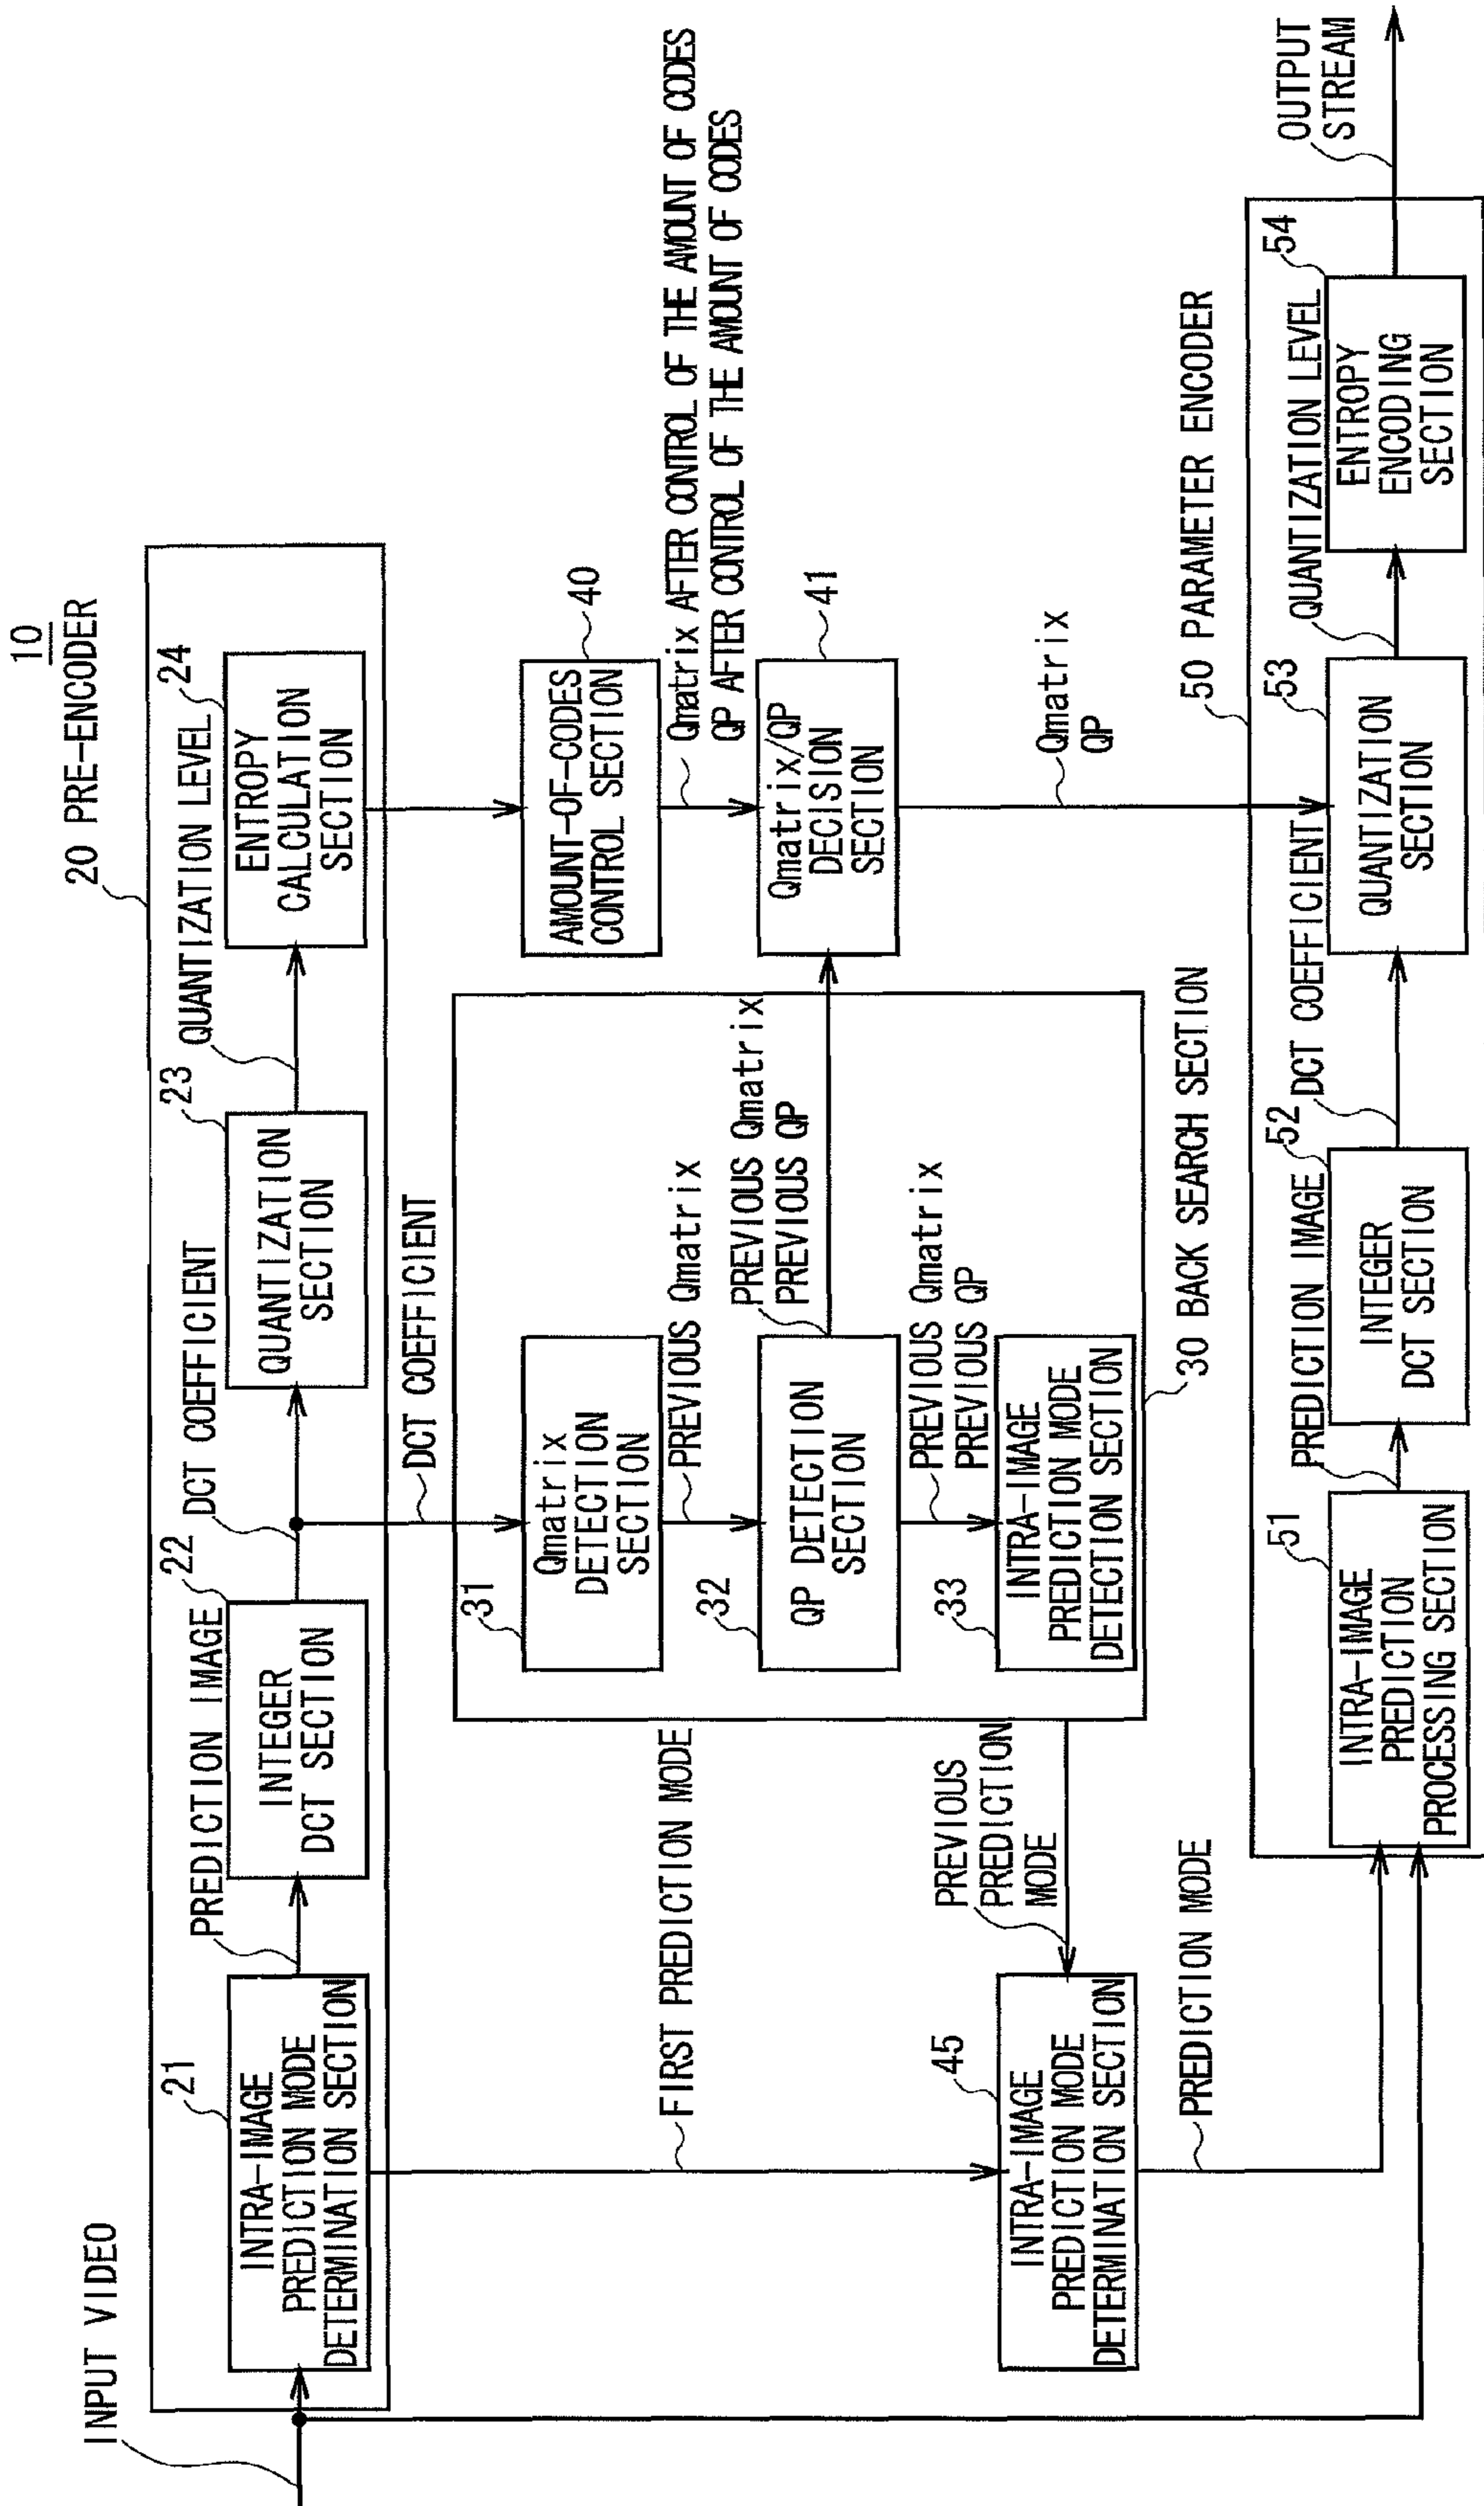 10
20 PRE-ENCODER
INPUT VIDEO
21
INTRA-IMAGE
PREDICTION MODE
DETERMINATION SECTION
PREDICTION IMAGE
22
INTEGER
DCT SECTION
DCT COEFFICIENT
23
QUANTIZATION
SECTION
QUANTIZATION LEVEL
24
ENTROPY
CALCULATION
SECTION
DCT COEFFICIENT
FIRST PREDICTION MODE
31
Qmatrix
DETECTION
SECTION
PREVIOUS Qmatrix
32
QP DETECTION
SECTION
PREVIOUS Qmatrix
PREVIOUS QP
PREVIOUS Qmatrix
PREVIOUS QP
33
INTRA-IMAGE
PREDICTION MODE
DETECTION SECTION
30 BACK SEARCH SECTION
40
AMOUNT-OF-CODES
CONTROL SECTION
Qmatrix AFTER CONTROL OF THE AMOUNT OF CODES
QP AFTER CONTROL OF THE AMOUNT OF CODES
41
Qmatrix/QP
DECISION
SECTION
Qmatrix
QP
PREVIOUS
PREDICTION
MODE
45
INTRA-IMAGE
PREDICTION MODE
DETERMINATION SECTION
PREDICTION MODE
50 PARAMETER ENCODER
51
INTRA-IMAGE
PREDICTION
PROCESSING SECTION
PREDICTION IMAGE
52
INTEGER
DCT SECTION
DCT COEFFICIENT
53
QUANTIZATION
SECTION
QUANTIZATION LEVEL
54
ENTROPY
ENCODING
SECTION
OUTPUT
STREAM